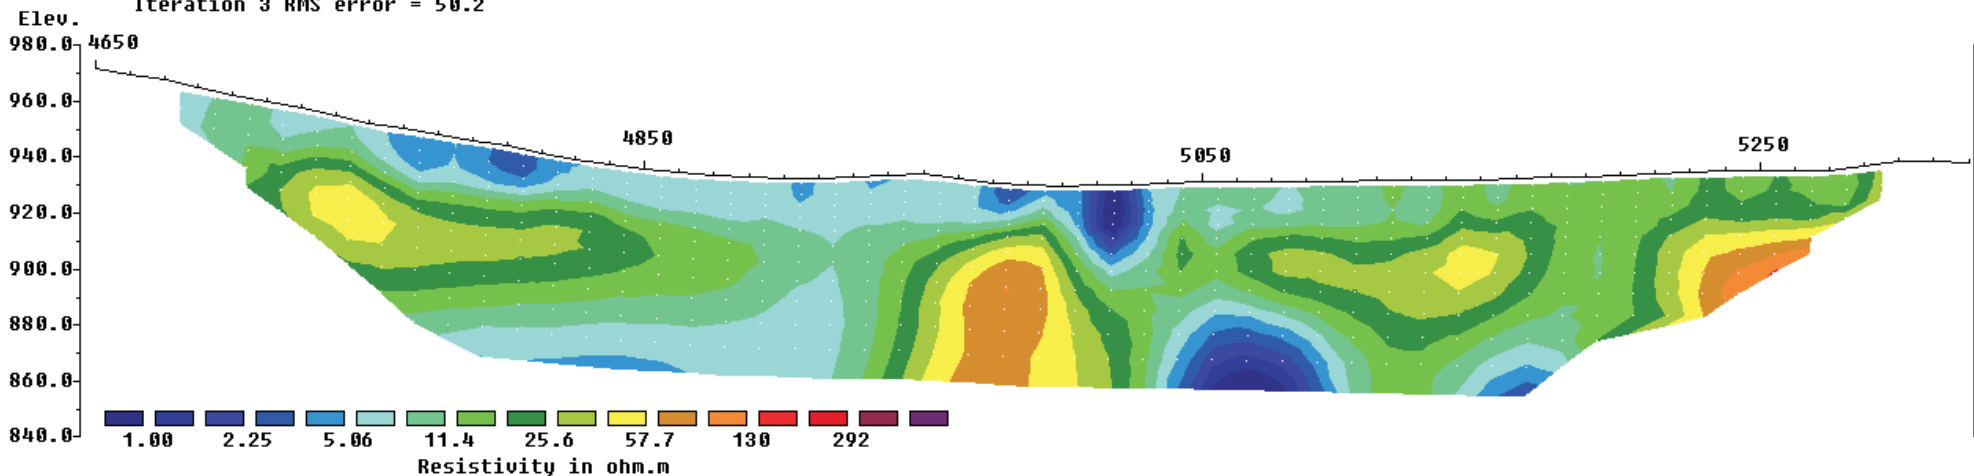 Iteration 3 RMS error = 50.2
Elev.
980.0 4650
960.0
940.0 4850 5050 5250
920.0
900.0
880.0
860.0
840.0
1.00 2.25 5.06 11.4 25.6 57.7 130 292
Resistivity in ohm.m